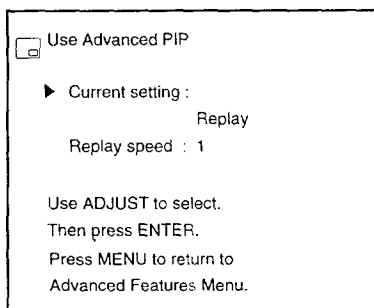 Use Advanced PIP
▶ Current setting :
Replay
Replay speed : 1
Use ADJUST to select.
Then press ENTER.
Press MENU to return to
Advanced Features Menu.